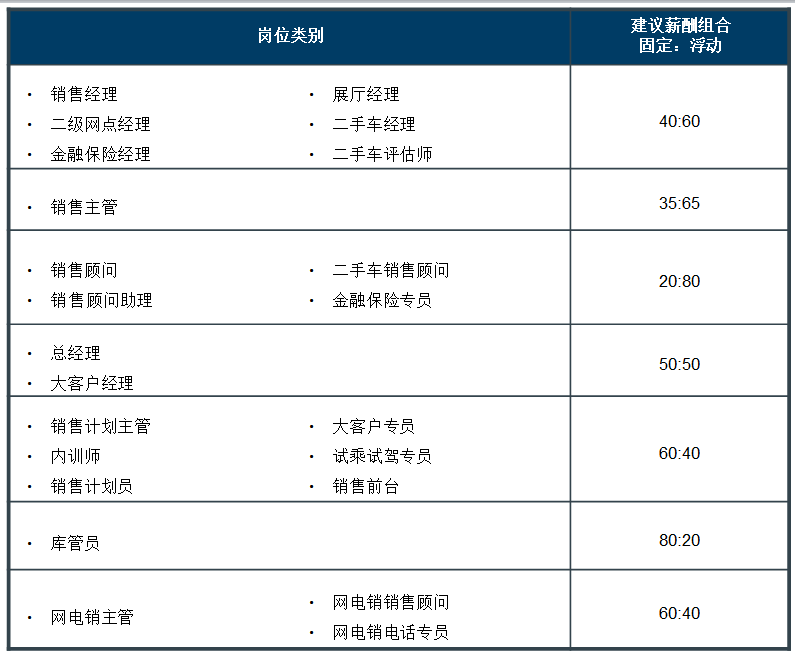 岗位类别
建议薪酬组合
固定：浮动
· 销售经理 · 展厅经理
· 二级网点经理 · 二手车经理
· 金融保险经理 · 二手车评估师
40:60
· 销售主管
35:65
· 销售顾问 · 二手车销售顾问
· 销售顾问助理 · 金融保险专员
20:80
· 总经理
· 大客户经理
50:50
· 销售计划主管 · 大客户专员
· 内训师 · 试乘试驾专员
· 销售计划员 · 销售前台
60:40
· 库管员
80:20
· 网电销主管
· 网电销销售顾问
· 网电销电话专员
60:40